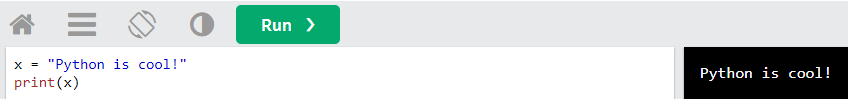 Run ❯
x = "Python is cool!"
print(x)
Python is cool!